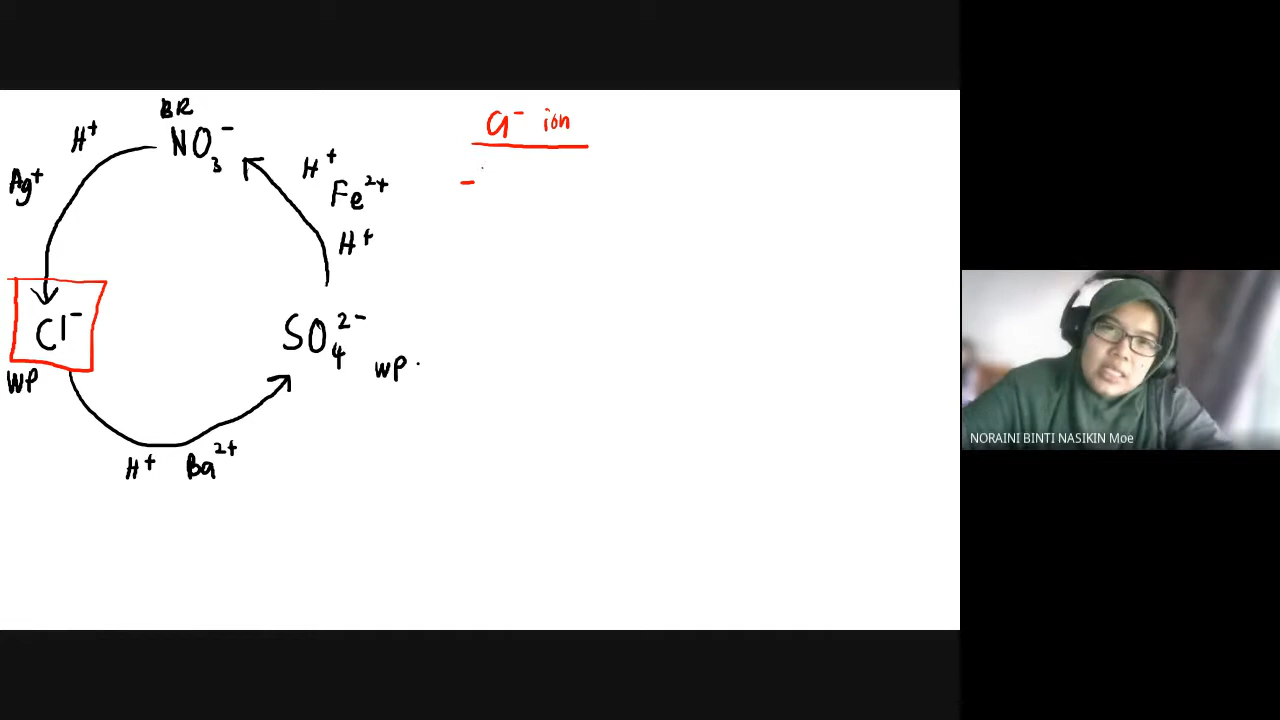 BR
NO₃⁻
H⁺
Ag⁺
H⁺
Fe²⁺
H⁺
Cl⁻
WP
SO₄²⁻
WP.
H⁺ Ba²⁺
Cl⁻ ion
-
NORAINI BINTI NASIKIN Moe